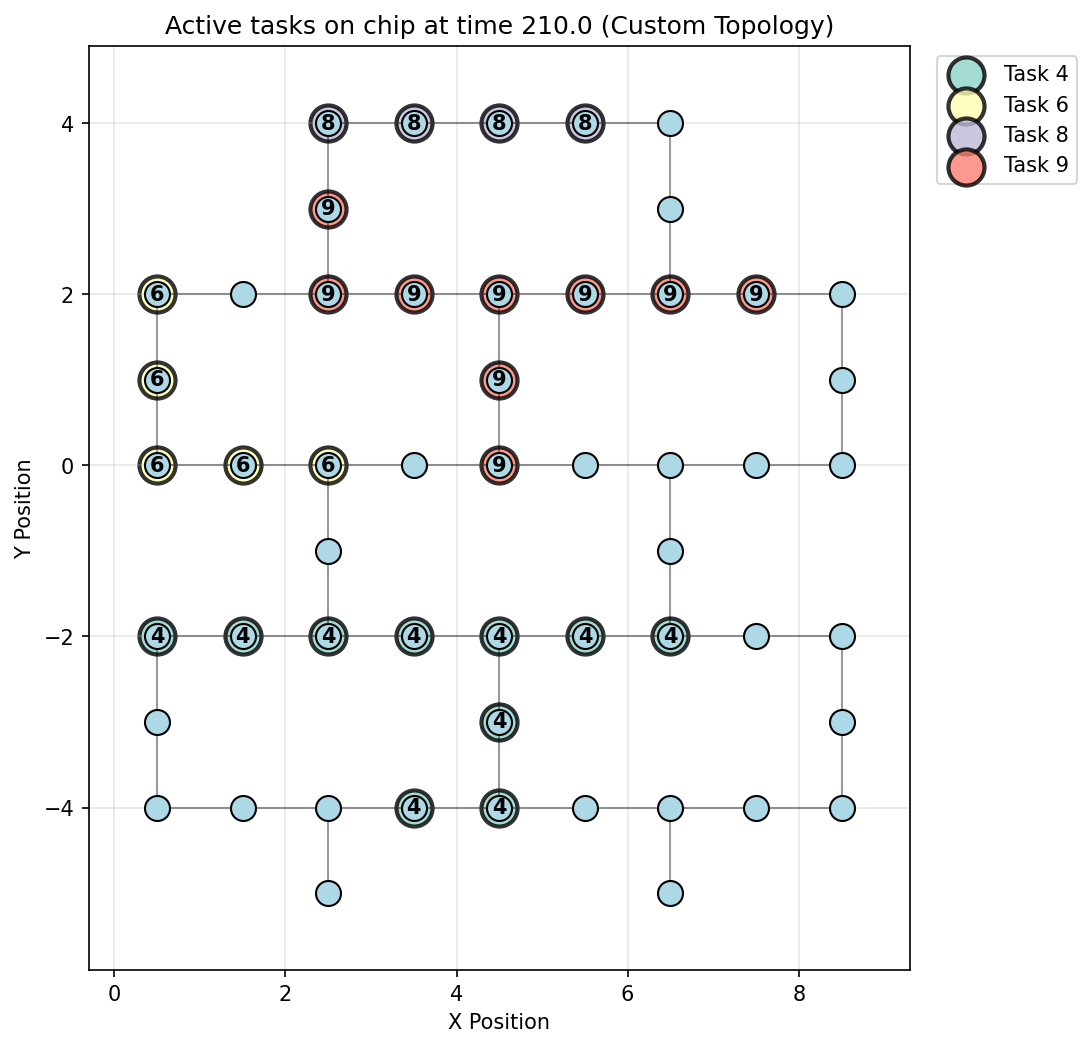 Active tasks on chip at time 210.0 (Custom Topology)
Task 4
Task 6
Task 8
Task 9
4
8 8 8 8
9
2
6 9 9 9 9 9 9
6 9
0
6 6 6 9
−2
4 4 4 4 4 4 4
4
−4
4 4
Y Position
0 2 4 6 8
X Position